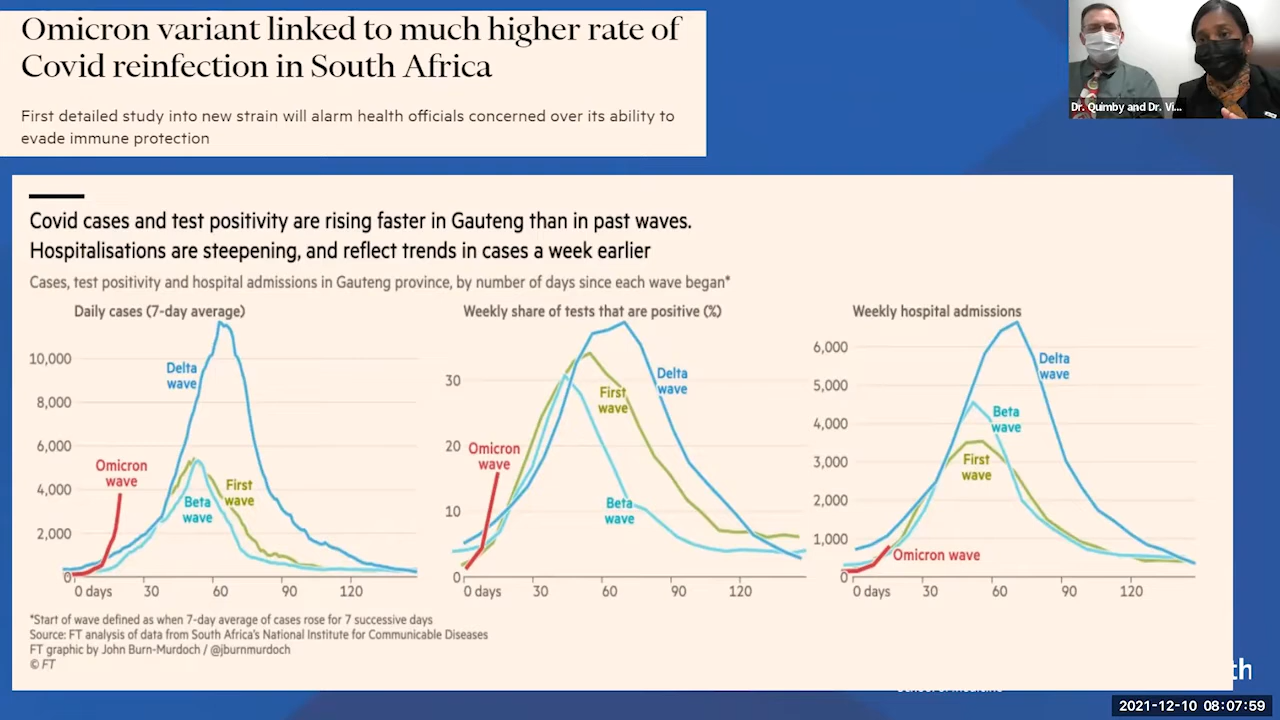 Omicron variant linked to much higher rate of
Covid reinfection in South Africa
First detailed study into new strain will alarm health officials concerned over its ability to
evade immune protection
Dr. Quimby and Dr. Vi...
Covid cases and test positivity are rising faster in Gauteng than in past waves.
Hospitalisations are steepening, and reflect trends in cases a week earlier
Cases, test positivity and hospital admissions in Gauteng province, by number of days since each wave began*
Daily cases (7-day average)
10,000
8,000
6,000
4,000
2,000
0
0 days 30 60 90 120
Delta
wave
Omicron
wave
First
wave
Beta
wave
Weekly share of tests that are positive (%)
30
20
10
0
0 days 30 60 90 120
Delta
wave
First
wave
Omicron
wave
Beta
wave
Weekly hospital admissions
6,000
5,000
4,000
3,000
2,000
1,000
0
0 days 30 60 90 120
Delta
wave
Beta
wave
First
wave
Omicron wave
*Start of wave defined as when 7-day average of cases rose for 7 successive days
Source: FT analysis of data from South Africa's National Institute for Communicable Diseases
FT graphic by John Burn-Murdoch / @jburnmurdoch
© FT
th
2021-12-10 08:07:59